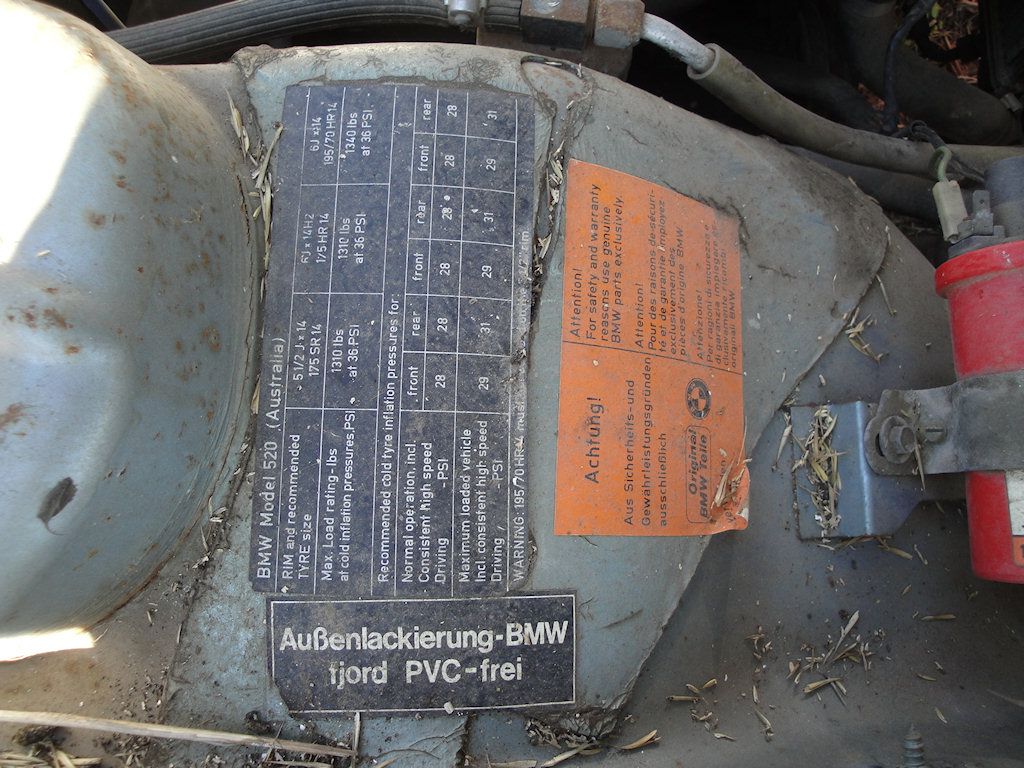 BMW Model 520 (Australia)
RIM and recommended TYRE size 5.1/2 J x 14 6J x 14H2 6J x 14
175 SR 14 175 HR 14 195/70 HR 14
Max. Load rating-lbs 1310 lbs 1310 lbs 1340 lbs
at cold inflation pressures,PSI at 36 PSI at 36 PSI at 36 PSI
Recommended cold tyre inflation pressures for
front rear front rear front rear
Normal operation, incl.
Consistent high speed
Driving - PSI 28 28 28 28 28 28
Maximum loaded vehicle
Incl. consistent high speed
Driving - PSI 29 31 29 31 29 31
WARNING: 195/70 HR 14 must
Außenlackierung-BMW
fjord PVC-frei
Achtung!
Aus Sicherheits- und
Gewährleistungsgründen
ausschließlich
Original
BMW Teile
Attention!
For safety and warranty
reasons use genuine
BMW parts exclusively
Attention!
Pour des raisons de sécuri-
té et de garantie employez
exclusivement des
pièces d'origine BMW
Attenzione!
Per ragioni di sicurezza e
di garanzia impiegare es-
clusivamente ricambi
originali BMW